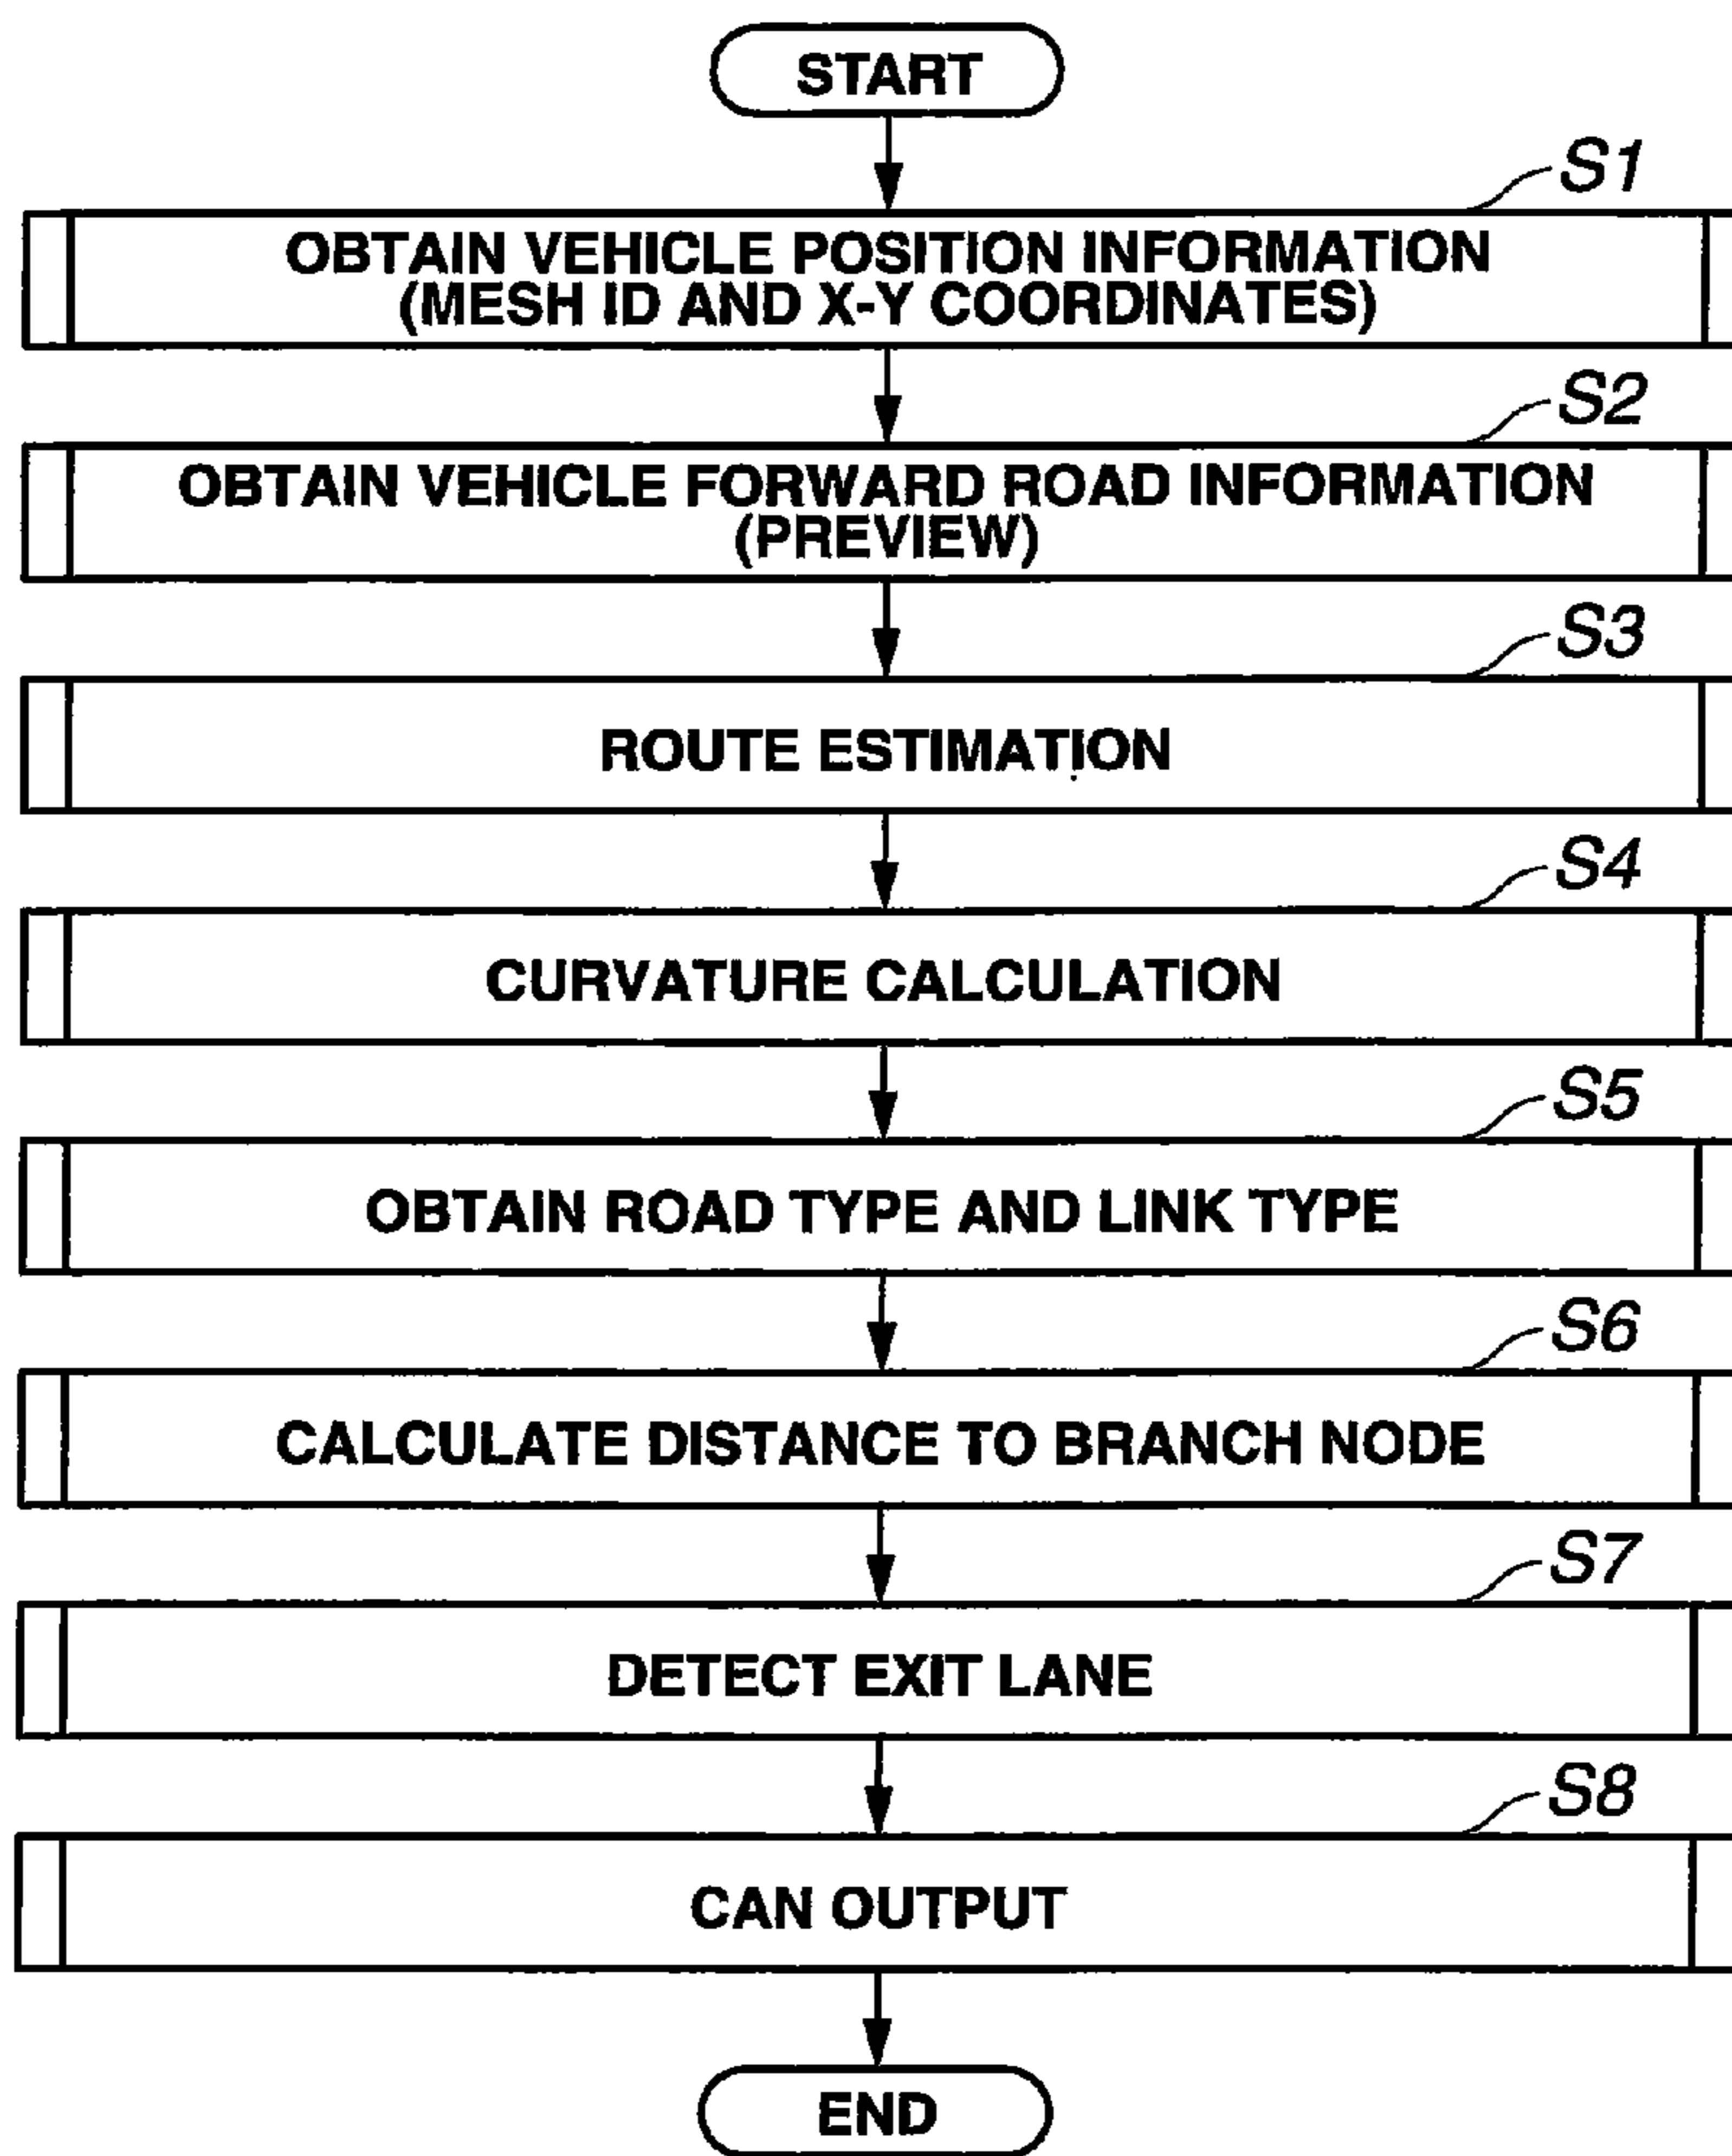 START
S1
OBTAIN VEHICLE POSITION INFORMATION
(MESH ID AND X-Y COORDINATES)
S2
OBTAIN VEHICLE FORWARD ROAD INFORMATION
(PREVIEW)
S3
ROUTE ESTIMATION
S4
CURVATURE CALCULATION
S5
OBTAIN ROAD TYPE AND LINK TYPE
S6
CALCULATE DISTANCE TO BRANCH NODE
S7
DETECT EXIT LANE
S8
CAN OUTPUT
END